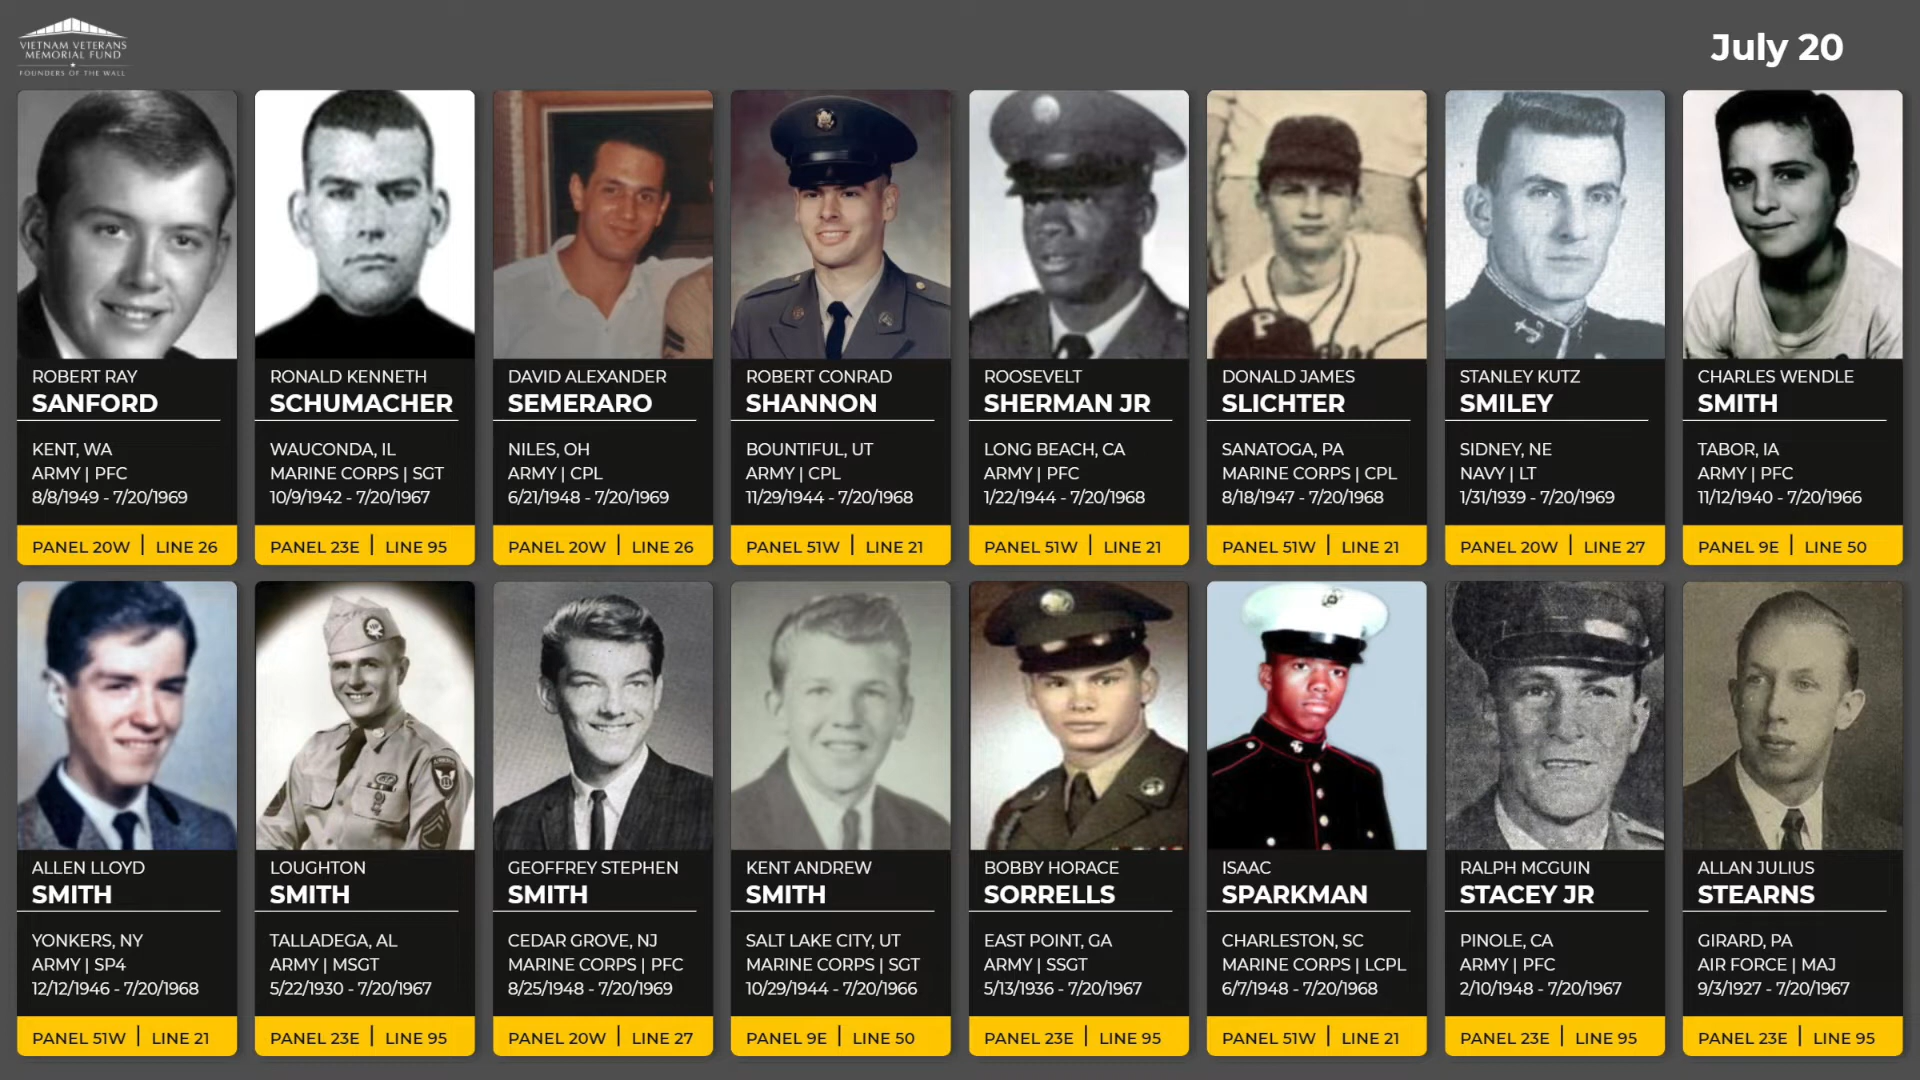 VIETNAM VETERANS
MEMORIAL FUND
FOUNDERS OF THE WALL
July 20
ROBERT RAY
SANFORD
KENT, WA
ARMY | PFC
8/8/1949 - 7/20/1969
PANEL 20W | LINE 26
RONALD KENNETH
SCHUMACHER
WAUCONDA, IL
MARINE CORPS | SGT
10/9/1942 - 7/20/1967
PANEL 23E | LINE 95
DAVID ALEXANDER
SEMERARO
NILES, OH
ARMY | CPL
6/21/1948 - 7/20/1969
PANEL 20W | LINE 26
ROBERT CONRAD
SHANNON
BOUNTIFUL, UT
ARMY | CPL
11/29/1944 - 7/20/1968
PANEL 51W | LINE 21
ROOSEVELT
SHERMAN JR
LONG BEACH, CA
ARMY | PFC
1/22/1944 - 7/20/1968
PANEL 51W | LINE 21
P
DONALD JAMES
SLICHTER
SANATOGA, PA
MARINE CORPS | CPL
8/18/1947 - 7/20/1968
PANEL 51W | LINE 21
STANLEY KUTZ
SMILEY
SIDNEY, NE
NAVY | LT
1/31/1939 - 7/20/1969
PANEL 20W | LINE 27
CHARLES WENDLE
SMITH
TABOR, IA
ARMY | PFC
11/12/1940 - 7/20/1966
PANEL 9E | LINE 50
ALLEN LLOYD
SMITH
YONKERS, NY
ARMY | SP4
12/12/1946 - 7/20/1968
PANEL 51W | LINE 21
LOUGHTON
SMITH
TALLADEGA, AL
ARMY | MSGT
5/22/1930 - 7/20/1967
PANEL 23E | LINE 95
GEOFFREY STEPHEN
SMITH
CEDAR GROVE, NJ
MARINE CORPS | PFC
8/25/1948 - 7/20/1969
PANEL 20W | LINE 27
KENT ANDREW
SMITH
SALT LAKE CITY, UT
MARINE CORPS | SGT
10/29/1944 - 7/20/1966
PANEL 9E | LINE 50
BOBBY HORACE
SORRELLS
EAST POINT, GA
ARMY | SSGT
5/13/1936 - 7/20/1967
PANEL 23E | LINE 95
ISAAC
SPARKMAN
CHARLESTON, SC
MARINE CORPS | LCPL
6/7/1948 - 7/20/1968
PANEL 51W | LINE 21
RALPH MCGUIN
STACEY JR
PINOLE, CA
ARMY | PFC
2/10/1948 - 7/20/1967
PANEL 23E | LINE 95
ALLAN JULIUS
STEARNS
GIRARD, PA
AIR FORCE | MAJ
9/3/1927 - 7/20/1967
PANEL 23E | LINE 95